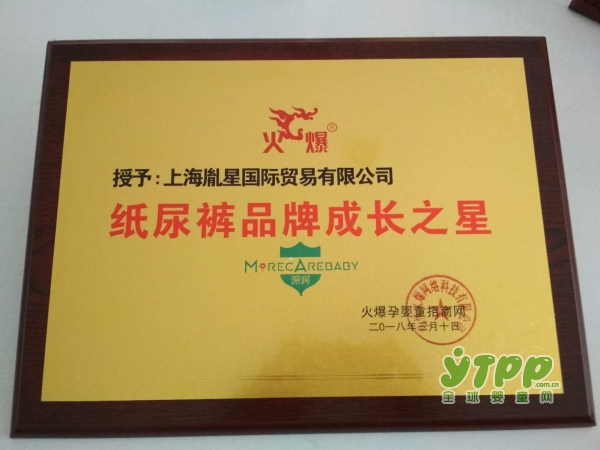 火爆®
授予:上海胤星国际贸易有限公司
纸尿裤品牌成长之星
MORECAREBABY
火爆孕婴童招商网
二〇一八年三月十日
YTPP.com.cn
全球婴童网